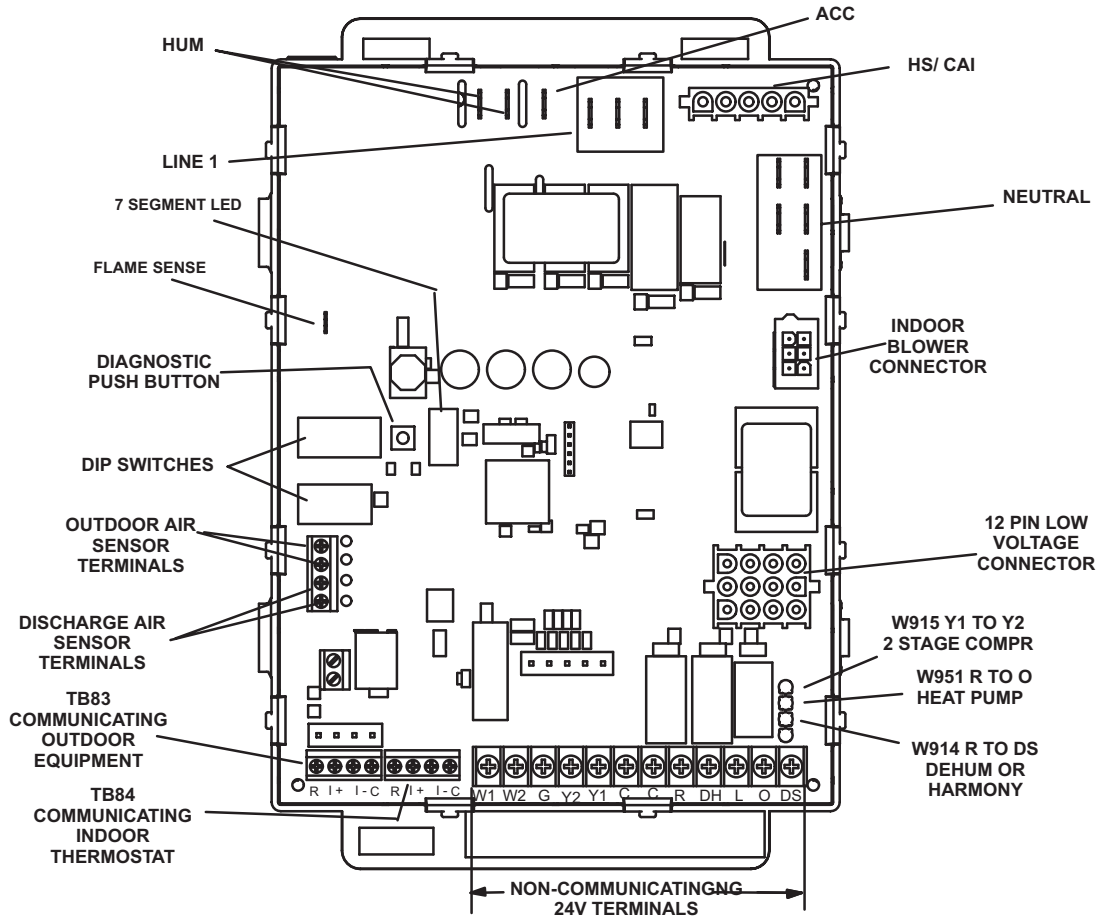 ACC
HUM
HS/ CAI
LINE 1
NEUTRAL
7 SEGMENT LED
FLAME SENSE
INDOOR
BLOWER
CONNECTOR
DIAGNOSTIC
PUSH BUTTON
DIP SWITCHES
OUTDOOR AIR
SENSOR
TERMINALS
12 PIN LOW
VOLTAGE
CONNECTOR
DISCHARGE AIR
SENSOR
TERMINALS
W915 Y1 TO Y2
2 STAGE COMPR
W951 R TO O
HEAT PUMP
W914 R TO DS
DEHUM OR
HARMONY
TB83
COMMUNICATING
OUTDOOR
EQUIPMENT
TB84
COMMUNICATING
INDOOR
THERMOSTAT
R I + I - C R I + I - C W1 W2 G Y2 Y1 C C R DH L O DS
NON-COMMUNICATINGNG
24V TERMINALS